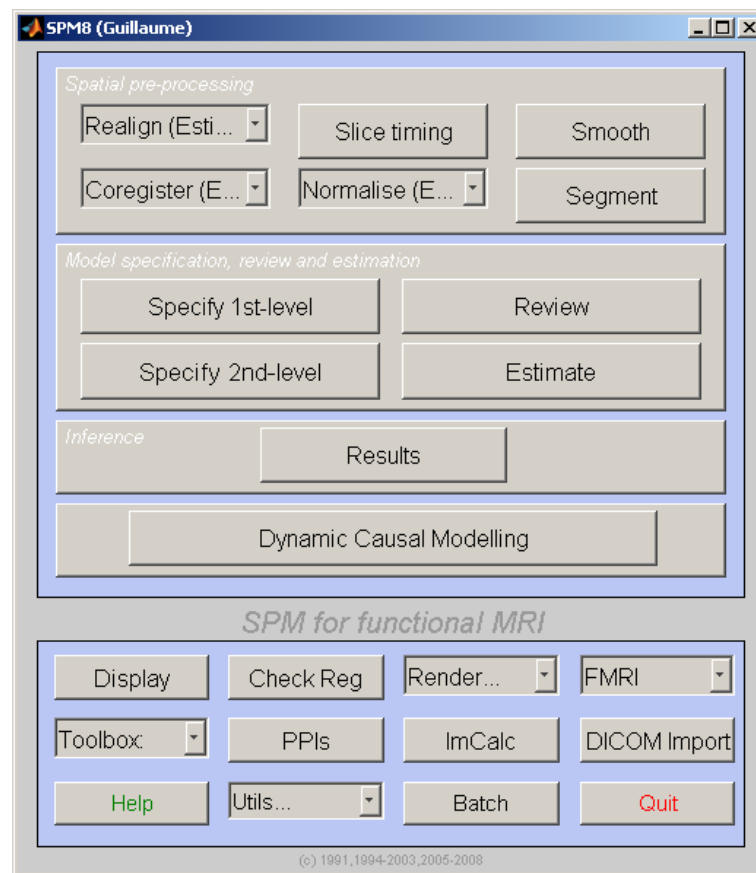 SPM8 (Guillaume)
Spatial pre-processing
Realign (Esti...
Slice timing
Smooth
Coregister (E...
Normalise (E...
Segment
Model specification, review and estimation
Specify 1st-level
Review
Specify 2nd-level
Estimate
Inference
Results
Dynamic Causal Modelling
SPM for functional MRI
Display
Check Reg
Render...
FMRI
Toolbox:
PPIs
ImCalc
DICOM Import
Help
Utils...
Batch
Quit
(c) 1991,1994-2003,2005-2008